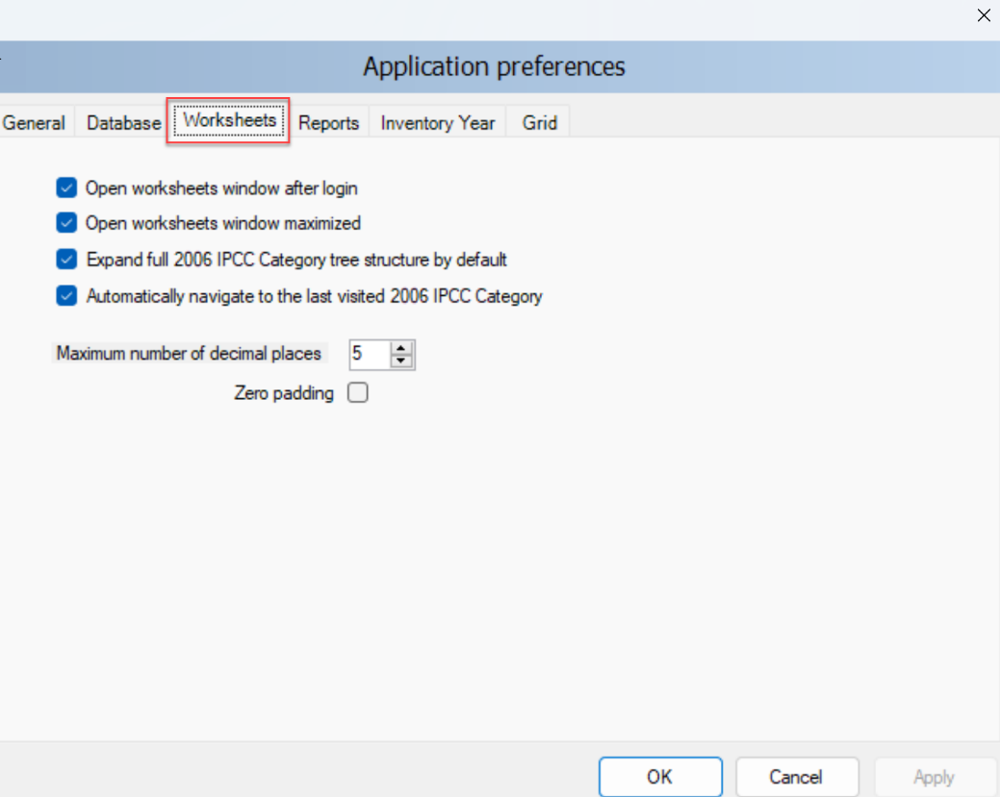 Application preferences
General Database Worksheets Reports Inventory Year Grid
Open worksheets window after login
Open worksheets window maximized
Expand full 2006 IPCC Category tree structure by default
Automatically navigate to the last visited 2006 IPCC Category
Maximum number of decimal places 5
Zero padding
OK Cancel Apply